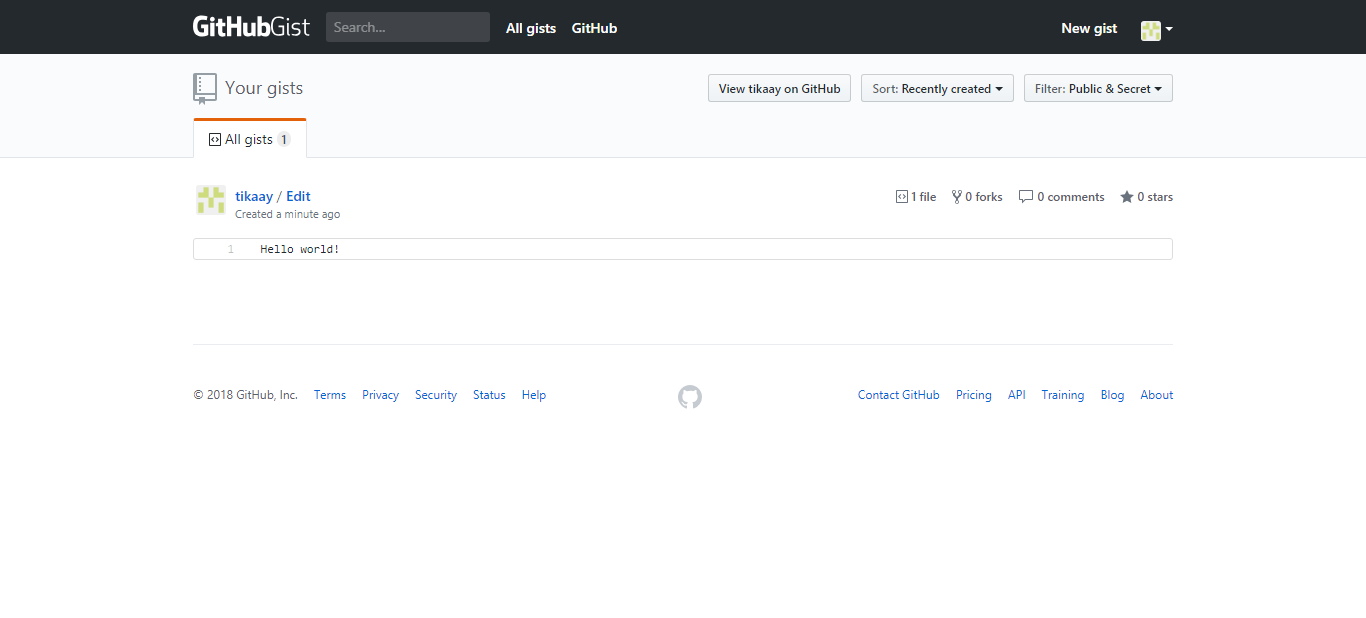 GitHubGist Search... All gists GitHub New gist
Your gists View tikaay on GitHub Sort: Recently created Filter: Public & Secret
All gists 1
tikaay / Edit 1 file 0 forks 0 comments 0 stars
Created a minute ago
1 Hello world!
© 2018 GitHub, Inc. Terms Privacy Security Status Help Contact GitHub Pricing API Training Blog About